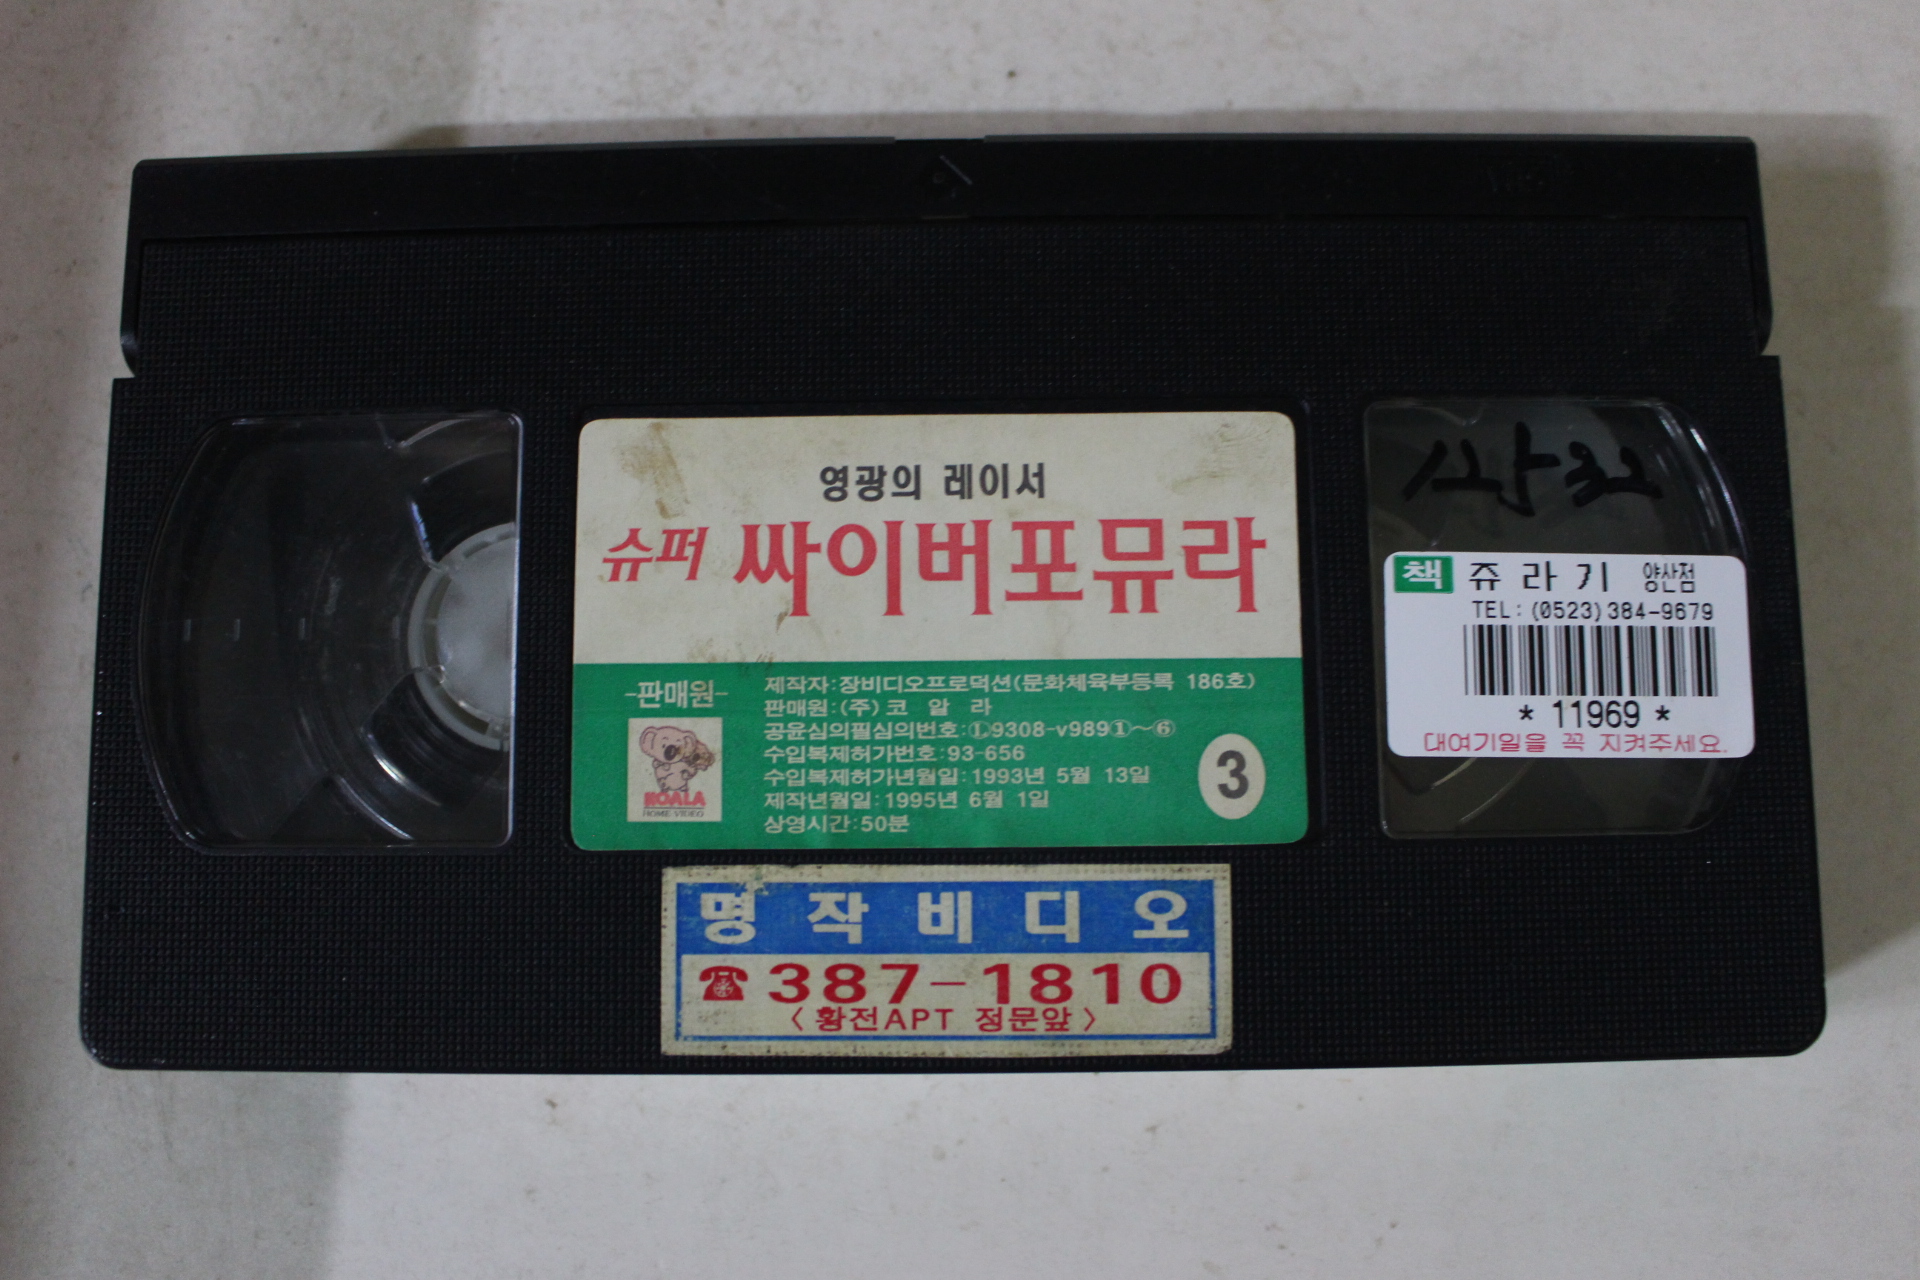 영광의 레이서
슈퍼 싸이버포뮤라
-판매원-
KOALA
HOME VIDEO
제작자:장비디오프로덕션(문화체육부등록 186호)
판매원:(주)코 알 라
공윤심의필심의번호:①9308-v989①~⑥
수입복제허가번호:93-656
수입복제허가년월일:1993년 5월 13일
제작년월일:1995년 6월 1일
상영시간:50분
3
책 쥬라기 양산점
TEL:(0523)384-9679
* 11969 *
대여기일을 꼭 지켜주세요.
명작비디오
☎387-1810
〈황전APT 정문앞〉